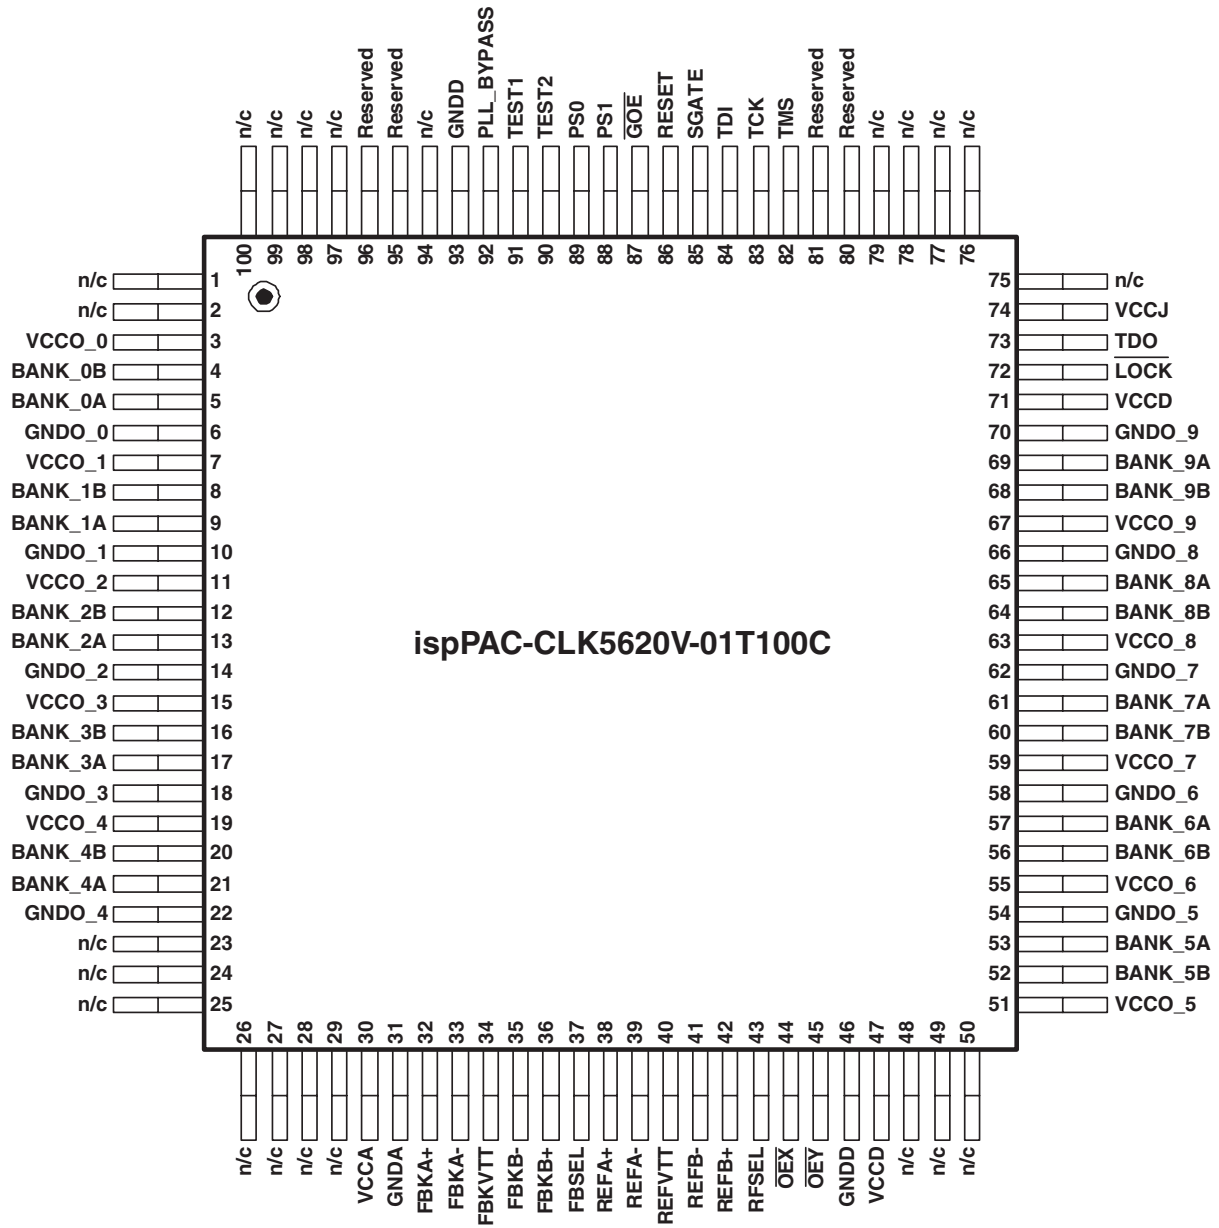 n/c
n/c
n/c
n/c
Reserved
Reserved
n/c
GNDD
PLL_BYPASS
TEST1
TEST2
PS0
PS1
GOE
RESET
SGATE
TDI
TCK
TMS
Reserved
Reserved
n/c
n/c
n/c
n/c
100 99 98 97 96 95 94 93 92 91 90 89 88 87 86 85 84 83 82 81 80 79 78 77 76
n/c 1 75 n/c
n/c 2 74 VCCJ
VCCO_0 3 73 TDO
BANK_0B 4 72 LOCK
BANK_0A 5 71 VCCD
GNDO_0 6 70 GNDO_9
VCCO_1 7 69 BANK_9A
BANK_1B 8 68 BANK_9B
BANK_1A 9 67 VCCO_9
GNDO_1 10 66 GNDO_8
VCCO_2 11 65 BANK_8A
BANK_2B 12 64 BANK_8B
BANK_2A 13 ispPAC-CLK5620V-01T100C 63 VCCO_8
GNDO_2 14 62 GNDO_7
VCCO_3 15 61 BANK_7A
BANK_3B 16 60 BANK_7B
BANK_3A 17 59 VCCO_7
GNDO_3 18 58 GNDO_6
VCCO_4 19 57 BANK_6A
BANK_4B 20 56 BANK_6B
BANK_4A 21 55 VCCO_6
GNDO_4 22 54 GNDO_5
n/c 23 53 BANK_5A
n/c 24 52 BANK_5B
n/c 25 51 VCCO_5
26 27 28 29 30 31 32 33 34 35 36 37 38 39 40 41 42 43 44 45 46 47 48 49 50
n/c
n/c
n/c
n/c
VCCA
GNDA
FBKA+
FBKA-
FBKVTT
FBKB-
FBKB+
FBSEL
REFA+
REFA-
REFVTT
REFB-
REFB+
RFSEL
OEX
OEY
GNDD
VCCD
n/c
n/c
n/c